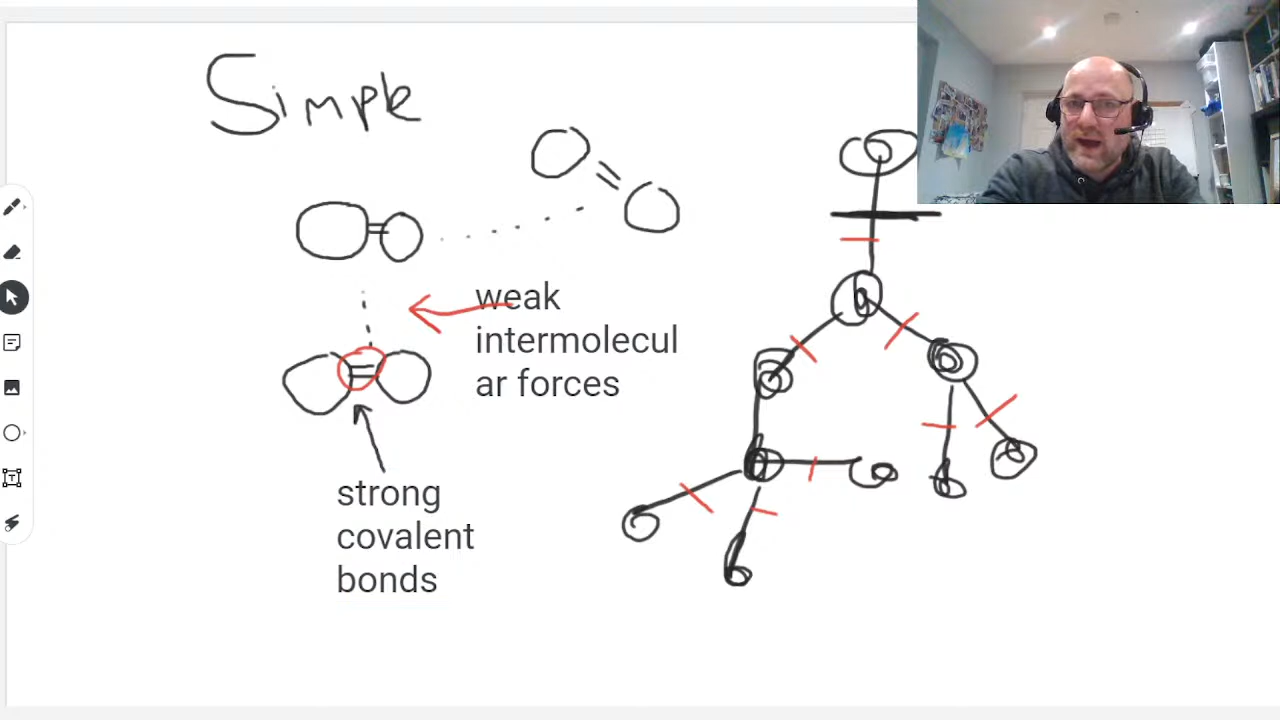 Simple
weak
intermolecul
ar forces
strong
covalent
bonds